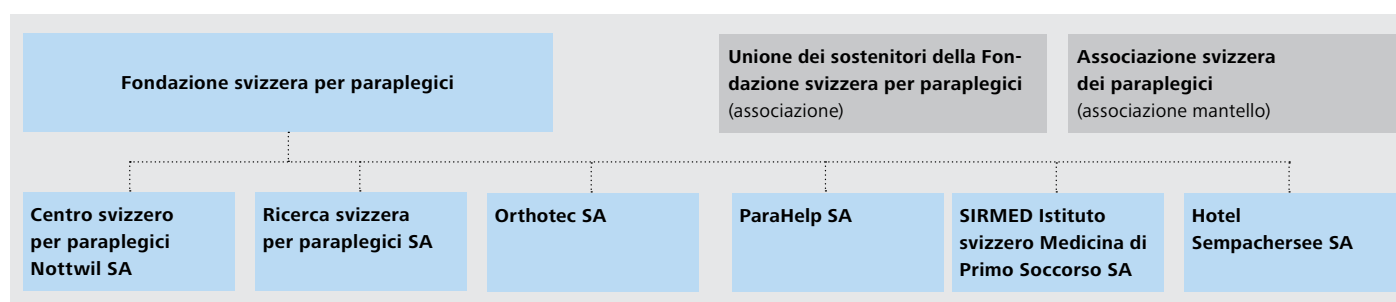 Fondazione svizzera per paraplegici
Unione dei sostenitori della Fon-
dazione svizzera per paraplegici
(associazione)
Associazione svizzera
dei paraplegici
(associazione mantello)
Centro svizzero
per paraplegici
Nottwil SA
Ricerca svizzera
per paraplegici SA
Orthotec SA
ParaHelp SA
SIRMED Istituto
svizzero Medicina di
Primo Soccorso SA
Hotel
Sempachersee SA